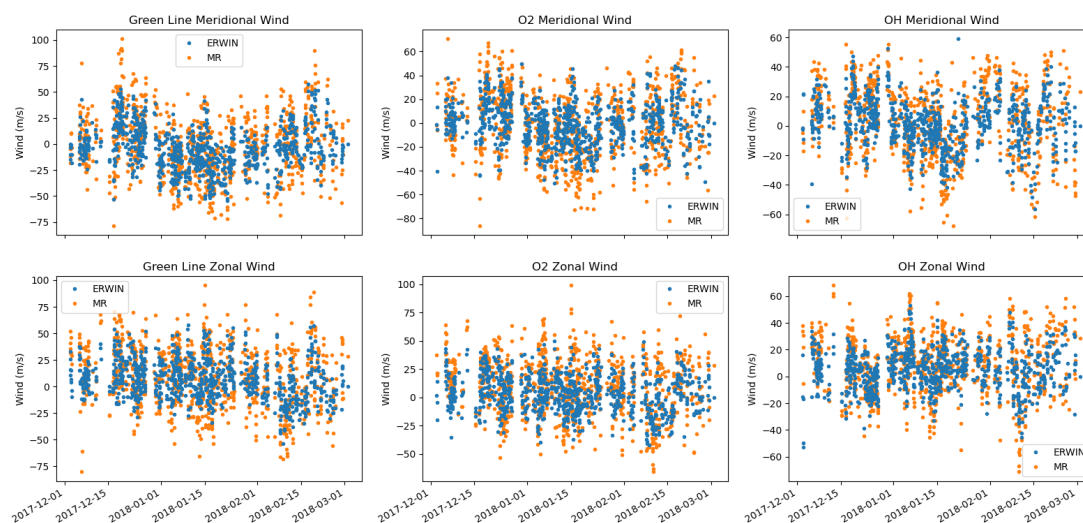 Green Line Meridional Wind
O2 Meridional Wind
OH Meridional Wind
100
75
50
25
0
−25
−50
−75
Wind (m/s)
ERWIN
MR
60
40
20
0
−20
−40
−60
−80
Wind (m/s)
ERWIN
MR
60
40
20
0
−20
−40
−60
Wind (m/s)
ERWIN
MR
Green Line Zonal Wind
O2 Zonal Wind
OH Zonal Wind
100
75
50
25
0
−25
−50
−75
Wind (m/s)
ERWIN
MR
2017-12-01
2017-12-15
2018-01-01
2018-01-15
2018-02-01
2018-02-15
2018-03-01
100
75
50
25
0
−25
−50
Wind (m/s)
ERWIN
MR
2017-12-01
2017-12-15
2018-01-01
2018-01-15
2018-02-01
2018-02-15
2018-03-01
60
40
20
0
−20
−40
−60
Wind (m/s)
ERWIN
MR
2017-12-01
2017-12-15
2018-01-01
2018-01-15
2018-02-01
2018-02-15
2018-03-01